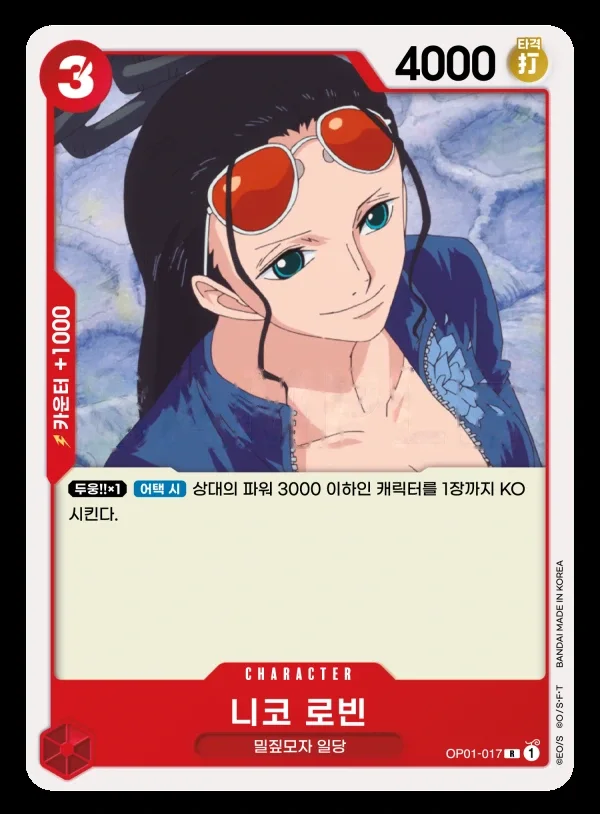 3
4000
타격
打
카운터 +1000
두웅!!×1 어택 시 상대의 파워 3000 이하인 캐릭터를 1장까지 KO
시킨다.
CHARACTER
니코 로빈
밀짚모자 일당
OP01-017 R 1
©EO/S ©O/S・F・T BANDAI MADE IN KOREA